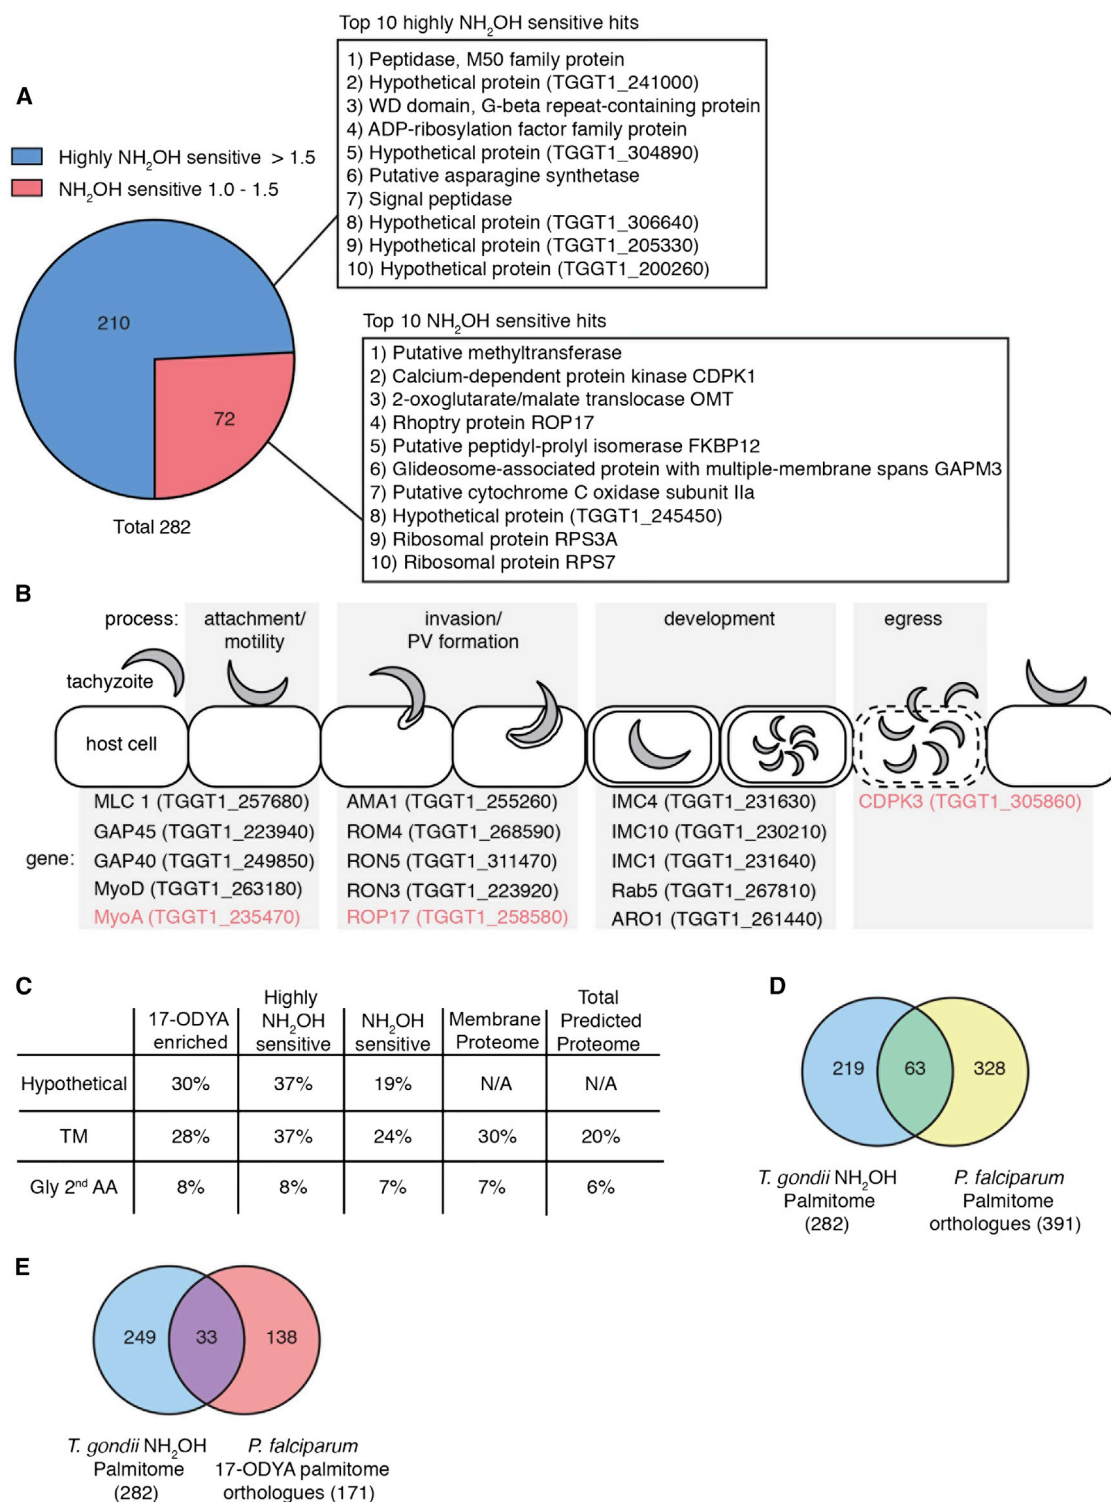 Top 10 highly NH2OH sensitive hits
1) Peptidase, M50 family protein
2) Hypothetical protein (TGGT1_241000)
3) WD domain, G-beta repeat-containing protein
4) ADP-ribosylation factor family protein
5) Hypothetical protein (TGGT1_304890)
6) Putative asparagine synthetase
7) Signal peptidase
8) Hypothetical protein (TGGT1_306640)
9) Hypothetical protein (TGGT1_205330)
10) Hypothetical protein (TGGT1_200260)
A
Highly NH2OH sensitive > 1.5
NH2OH sensitive 1.0 - 1.5
210
72
Total 282
Top 10 NH2OH sensitive hits
1) Putative methyltransferase
2) Calcium-dependent protein kinase CDPK1
3) 2-oxoglutarate/malate translocase OMT
4) Rhoptry protein ROP17
5) Putative peptidyl-prolyl isomerase FKBP12
6) Glideosome-associated protein with multiple-membrane spans GAPM3
7) Putative cytochrome C oxidase subunit IIa
8) Hypothetical protein (TGGT1_245450)
9) Ribosomal protein RPS3A
10) Ribosomal protein RPS7
B
process:
attachment/
motility
invasion/
PV formation
development
egress
tachyzoite
host cell
gene:
MLC 1 (TGGT1_257680)
GAP45 (TGGT1_223940)
GAP40 (TGGT1_249850)
MyoD (TGGT1_263180)
MyoA (TGGT1_235470)
AMA1 (TGGT1_255260)
ROM4 (TGGT1_268590)
RON5 (TGGT1_311470)
RON3 (TGGT1_223920)
ROP17 (TGGT1_258580)
IMC4 (TGGT1_231630)
IMC10 (TGGT1_230210)
IMC1 (TGGT1_231640)
Rab5 (TGGT1_267810)
ARO1 (TGGT1_261440)
CDPK3 (TGGT1_305860)
C
17-ODYA
enriched
Highly
NH2OH
sensitive
NH2OH
sensitive
Membrane
Proteome
Total
Predicted
Proteome
Hypothetical 30% 37% 19% N/A N/A
TM 28% 37% 24% 30% 20%
Gly 2nd AA 8% 8% 7% 7% 6%
D
219 63 328
T. gondii NH2OH
Palmitome
(282)
P. falciparum
Palmitome
orthologues (391)
E
249 33 138
T. gondii NH2OH
Palmitome
(282)
P. falciparum
17-ODYA palmitome
orthologues (171)